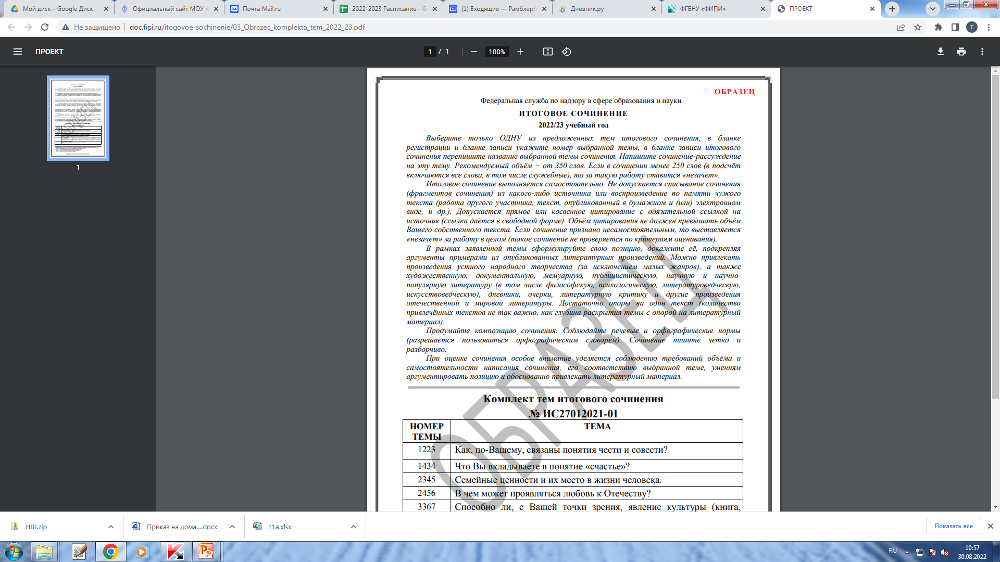 Мой диск – Google Диск
Официальный сайт МОУ «
Почта Mail.ru
2022-2023 Расписание - G
(1) Входящие — Рамблер/п
Дневник.ру
ФГБНУ «ФИПИ»
ПРОЕКТ
Не защищено
doc.fipi.ru/itogovoe-sochinenie/03_Obrazec_komplekta_tem_2022_23.pdf
T
ПРОЕКТ
1 / 1
100%
1
ОБРАЗЕЦ
Федеральная служба по надзору в сфере образования и науки
ИТОГОВОЕ СОЧИНЕНИЕ
2022/23 учебный год
Выберите только ОДНУ из предложенных тем итогового сочинения, в бланке
регистрации и бланке записи укажите номер выбранной темы, в бланке записи итогового
сочинения перепишите название выбранной темы сочинения. Напишите сочинение-рассуждение
на эту тему. Рекомендуемый объём − от 350 слов. Если в сочинении менее 250 слов (в подсчёт
включаются все слова, в том числе служебные), то за такую работу ставится «незачёт».
Итоговое сочинение выполняется самостоятельно. Не допускается списывание сочинения
(фрагментов сочинения) из какого-либо источника или воспроизведение по памяти чужого
текста (работа другого участника, текст, опубликованный в бумажном и (или) электронном
виде, и др.). Допускается прямое или косвенное цитирование с обязательной ссылкой на
источник (ссылка даётся в свободной форме). Объём цитирования не должен превышать объём
Вашего собственного текста. Если сочинение признано несамостоятельным, то выставляется
«незачёт» за работу в целом (такое сочинение не проверяется по критериям оценивания).
В рамках заявленной темы сформулируйте свою позицию, докажите её, подкрепляя
аргументы примерами из опубликованных литературных произведений. Можно привлекать
произведения устного народного творчества (за исключением малых жанров), а также
художественную, документальную, мемуарную, публицистическую, научную и научно-
популярную литературу (в том числе философскую, психологическую, литературоведческую,
искусствоведческую), дневники, очерки, литературную критику и другие произведения
отечественной и мировой литературы. Достаточно опоры на один текст (количество
привлечённых текстов не так важно, как глубина раскрытия темы с опорой на литературный
материал).
Продумайте композицию сочинения. Соблюдайте речевые и орфографические нормы
(разрешается пользоваться орфографическим словарём). Сочинение пишите чётко и
разборчиво.
При оценке сочинения особое внимание уделяется соблюдению требований объёма и
самостоятельности написания сочинения, его соответствию выбранной теме, умениям
аргументировать позицию и обоснованно привлекать литературный материал.
ОБРАЗЕЦ
Комплект тем итогового сочинения
№ ИС27012021-01
НОМЕР ТЕМА
ТЕМЫ
1223 Как, по-Вашему, связаны понятия чести и совести?
1434 Что Вы вкладываете в понятие «счастье»?
2345 Семейные ценности и их место в жизни человека.
2456 В чём может проявляться любовь к Отечеству?
3367 Способно ли, с Вашей точки зрения, явление культуры (книга,
НШ.zip
Приказ на дома....docx
11a.xlsx
Показать все
RU
10:57
30.08.2022